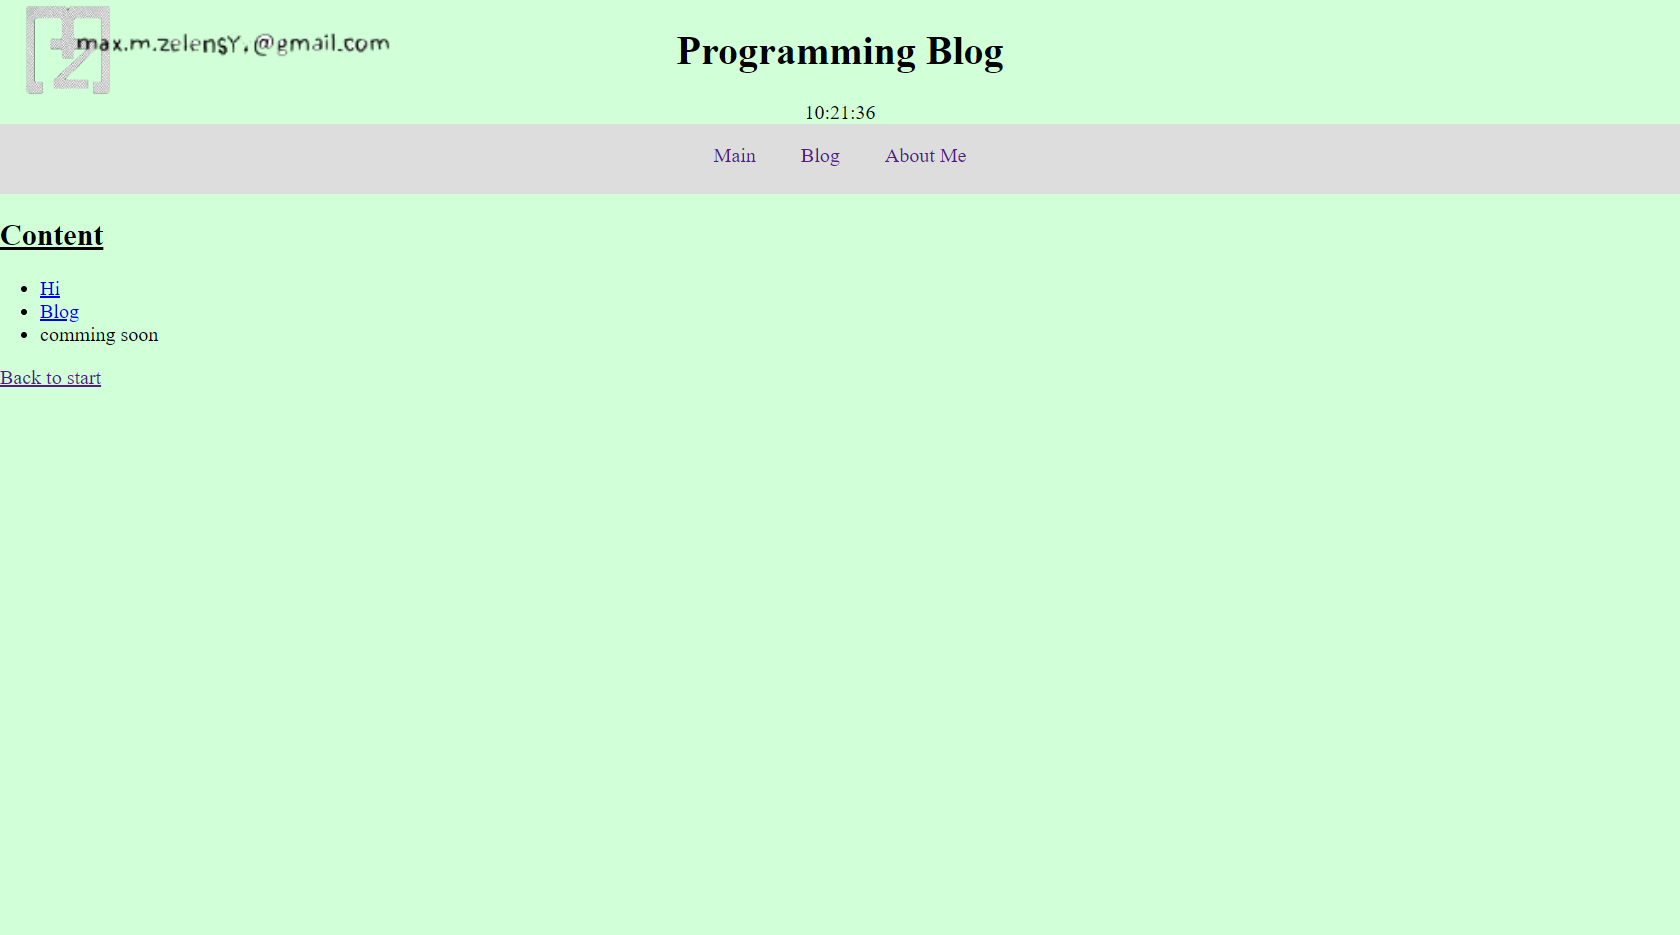 max.m.zelensY.@gmail.com
Programming Blog
10:21:36
Main Blog About Me
Content
Hi
Blog
comming soon
Back to start